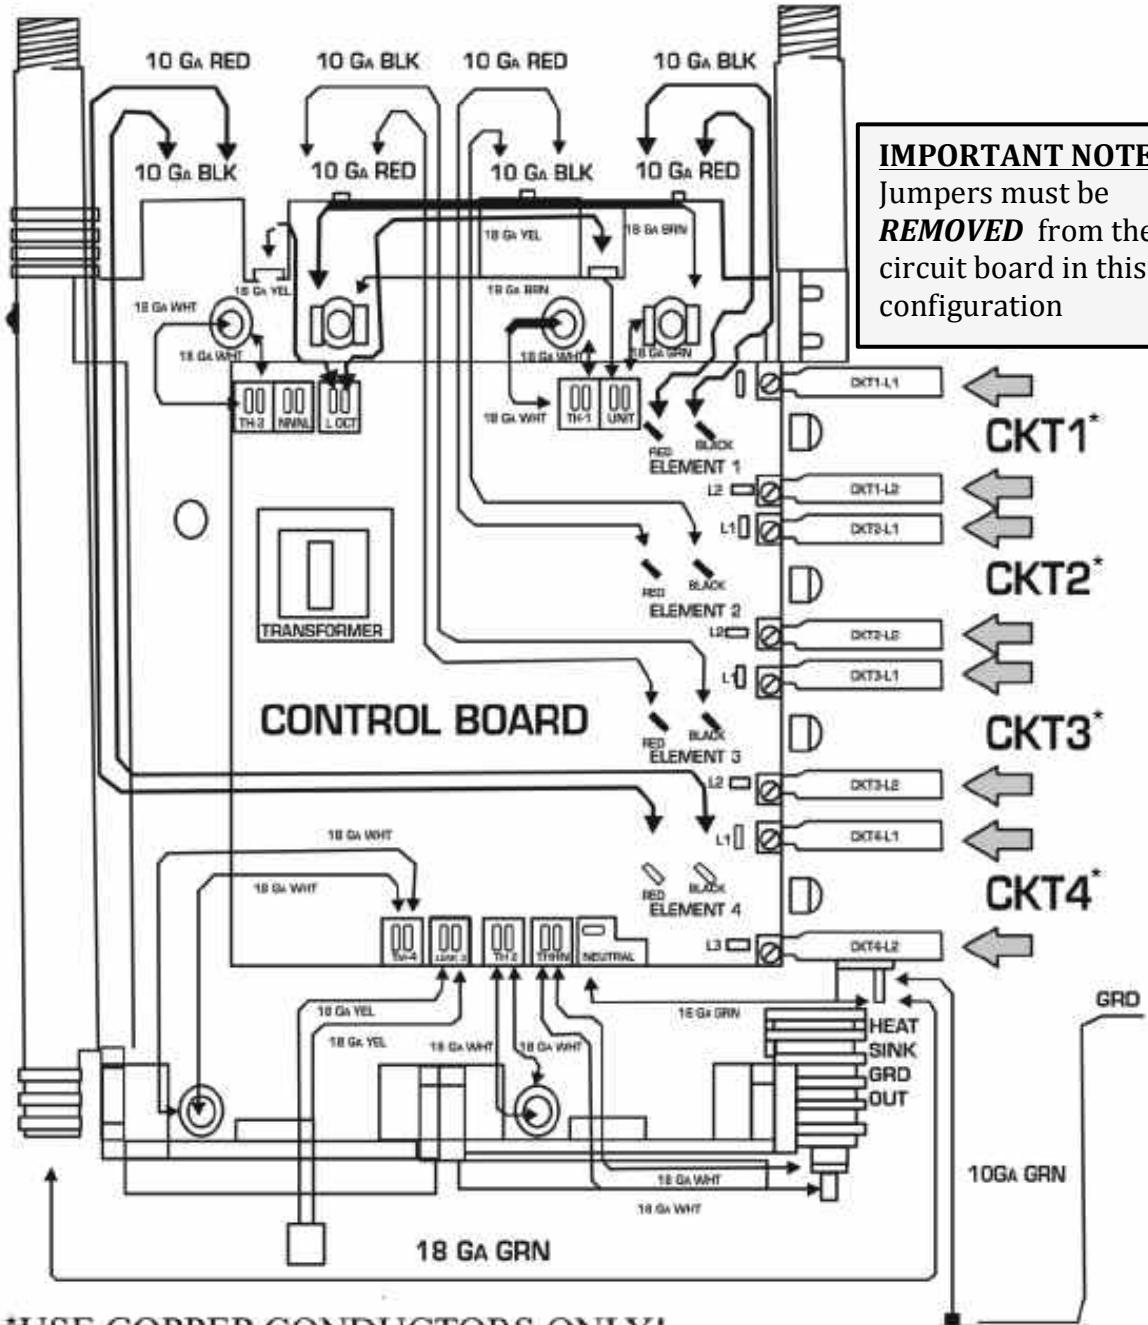 10 GA RED
10 GA BLK
10 GA RED
10 GA BLK
10 GA BLK
10 GA RED
10 GA BLK
10 GA RED
IMPORTANT NOTE
Jumpers must be
REMOVED from the
circuit board in this
configuration
18 GA YEL
18 GA BRN
18 GA YEL
18 GA BRN
18 GA WHT
18 GA WHT
18 GA WHT
18 GA GRN
18 GA WHT
TH-3
L OCT
TH-1
UNIT
RED
BLACK
ELEMENT 1
CKT1-L1
CKT1*
L2
CKT1-L2
L1
CKT2-L1
RED
BLACK
ELEMENT 2
CKT2*
TRANSFORMER
L2
CKT2-L2
L1
CKT3-L1
CONTROL BOARD
RED
BLACK
ELEMENT 3
CKT3*
L2
CKT3-L2
18 GA WHT
L1
CKT4-L1
18 GA WHT
RED
BLACK
ELEMENT 4
CKT4*
LEAK 2
TH-2
NEUTRAL
L3
CKT4-L2
18 GA YEL
18 GA YEL
18 GA WHT
18 GA WHT
GRD
HEAT
SINK
GRD
OUT
18 GA WHT
18 GA WHT
10GA GRN
18 GA GRN
*USE COPPER CONDUCTORS ONLY!